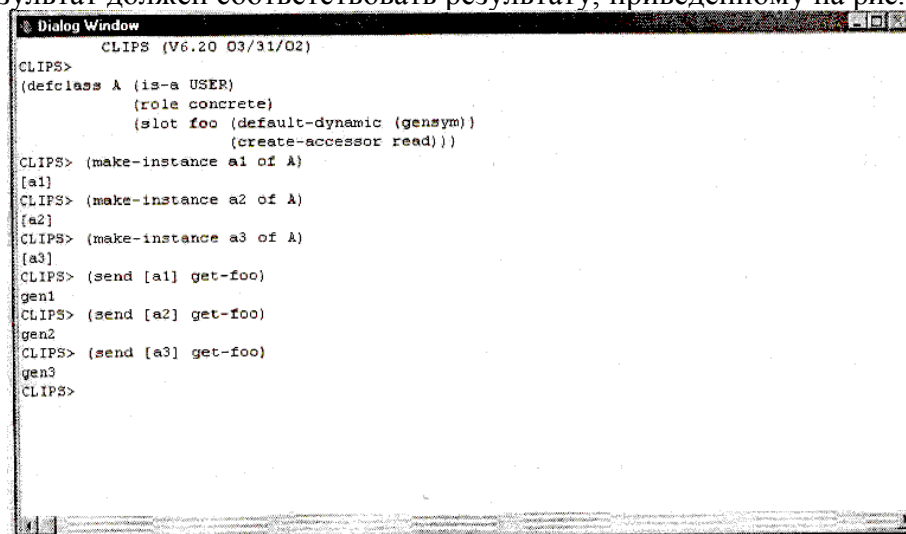 зультат должен соответствовать результату, приведенному на рис.
Dialog Window
CLIPS (V6.20 03/31/02)
CLIPS>
(defclass A (is-a USER)
(role concrete)
(slot foo (default-dynamic (gensym))
(create-accessor read)))
CLIPS> (make-instance a1 of A)
[a1]
CLIPS> (make-instance a2 of A)
[a2]
CLIPS> (make-instance a3 of A)
[a3]
CLIPS> (send [a1] get-foo)
gen1
CLIPS> (send [a2] get-foo)
gen2
CLIPS> (send [a3] get-foo)
gen3
CLIPS>